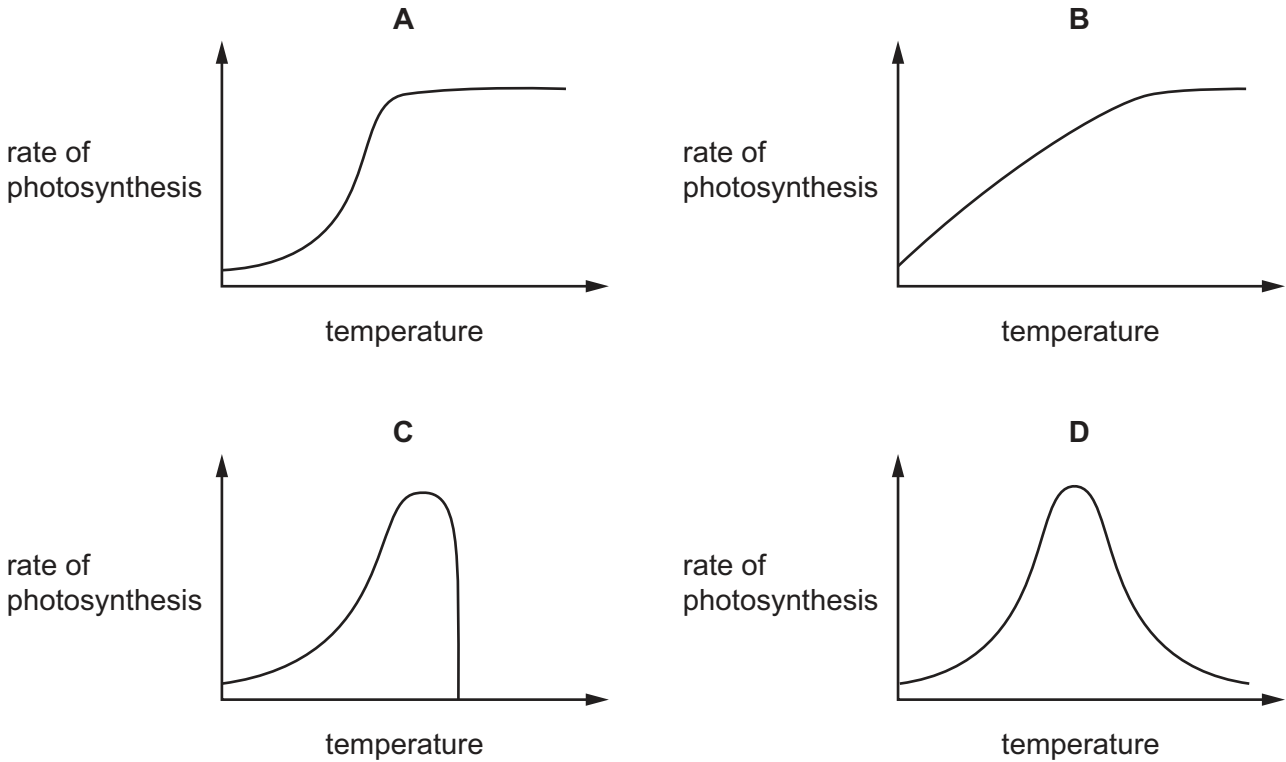 A
rate of
photosynthesis
temperature
B
rate of
photosynthesis
temperature
C
rate of
photosynthesis
temperature
D
rate of
photosynthesis
temperature